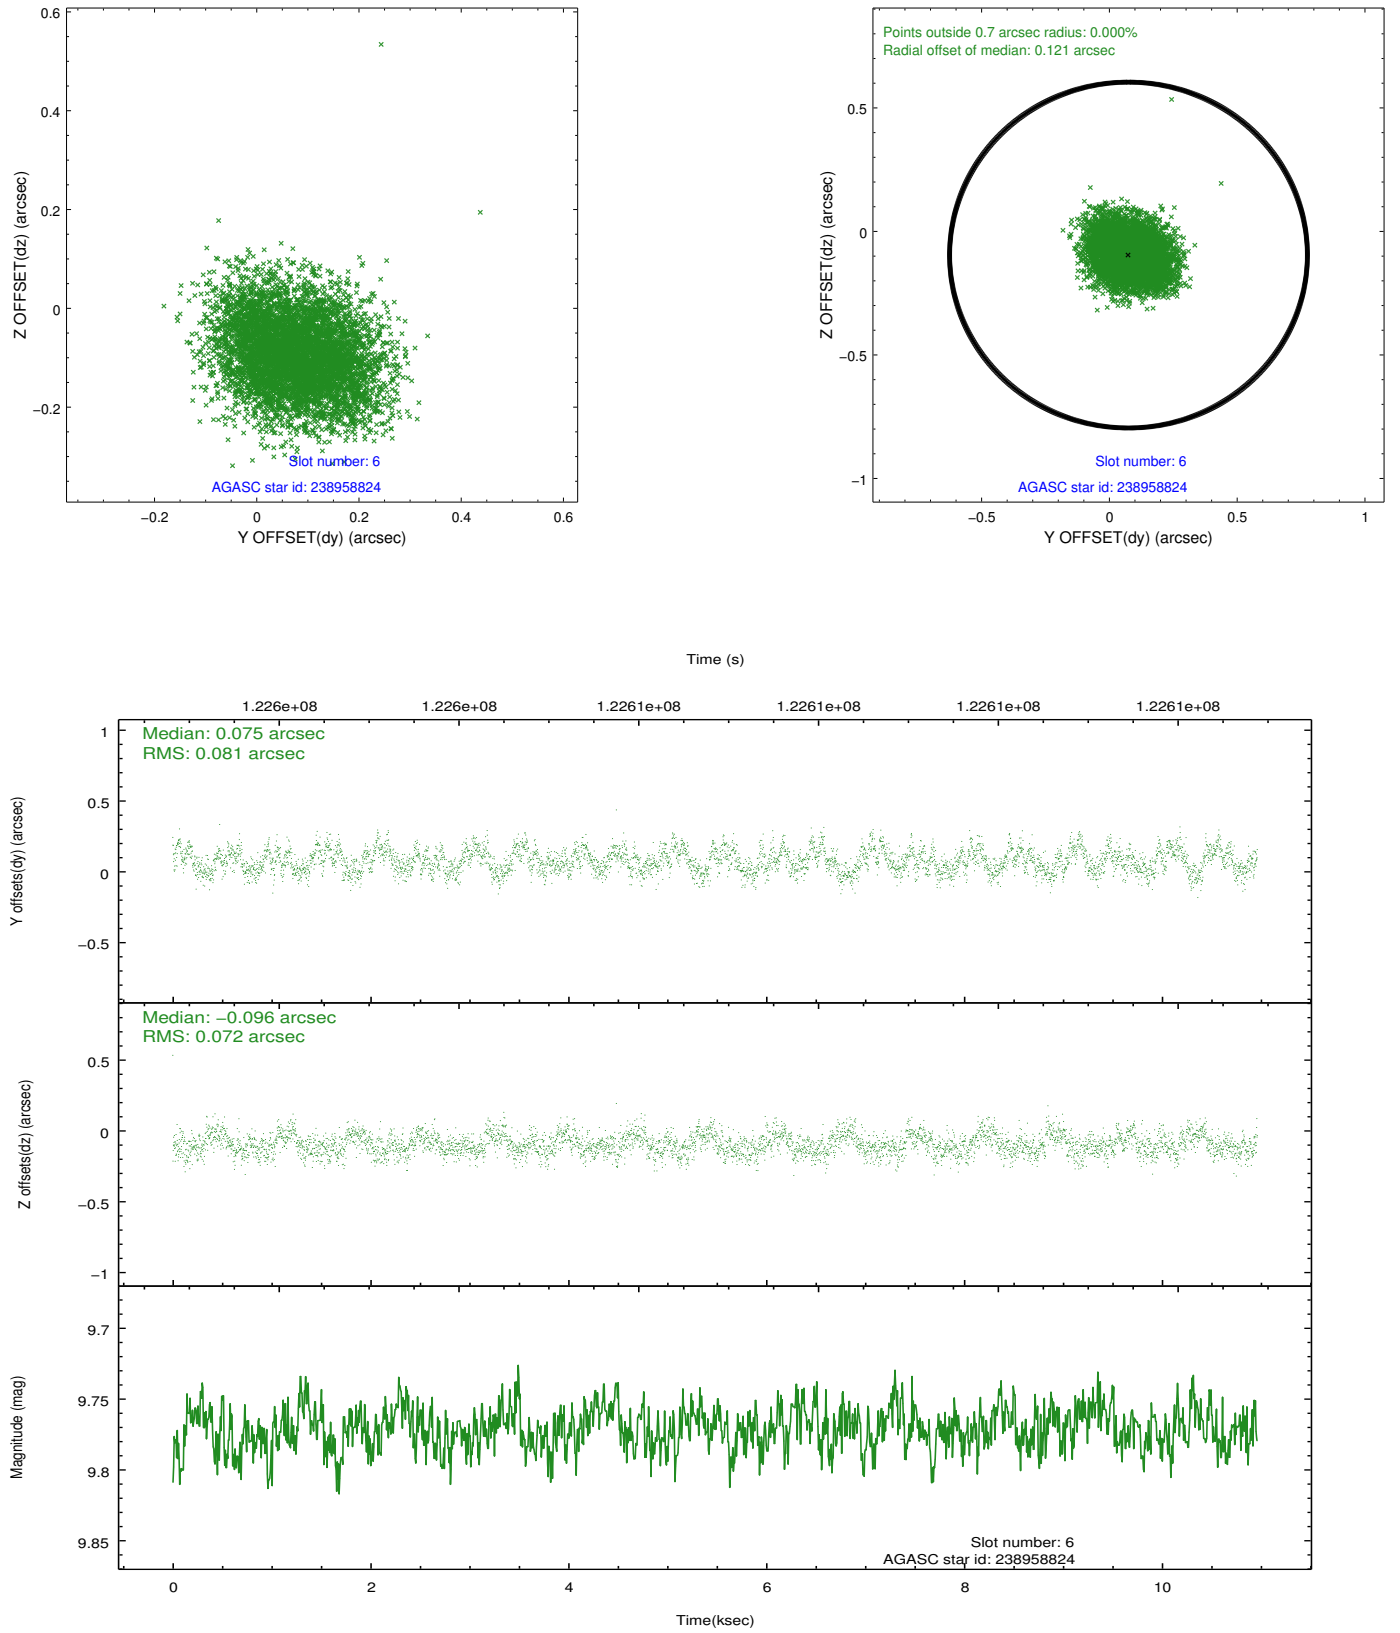 0.6
0.4
0.2
0
−0.2
Z OFFSET(dz) (arcsec)
Slot number: 6
AGASC star id: 238958824
−0.2 0 0.2 0.4 0.6
Y OFFSET(dy) (arcsec)
Points outside 0.7 arcsec radius: 0.000%
Radial offset of median: 0.121 arcsec
0.5
0
−0.5
−1
Z OFFSET(dz) (arcsec)
Slot number: 6
AGASC star id: 238958824
−0.5 0 0.5 1
Y OFFSET(dy) (arcsec)
Time (s)
1.226e+08 1.226e+08 1.2261e+08 1.2261e+08 1.2261e+08 1.2261e+08
Median: 0.075 arcsec
RMS: 0.081 arcsec
1
0.5
0
−0.5
Y offsets(dy) (arcsec)
Median: −0.096 arcsec
RMS: 0.072 arcsec
0.5
0
−0.5
−1
Z offsets(dz) (arcsec)
9.7
9.75
9.8
9.85
Magnitude (mag)
Slot number: 6
AGASC star id: 238958824
0 2 4 6 8 10
Time(ksec)